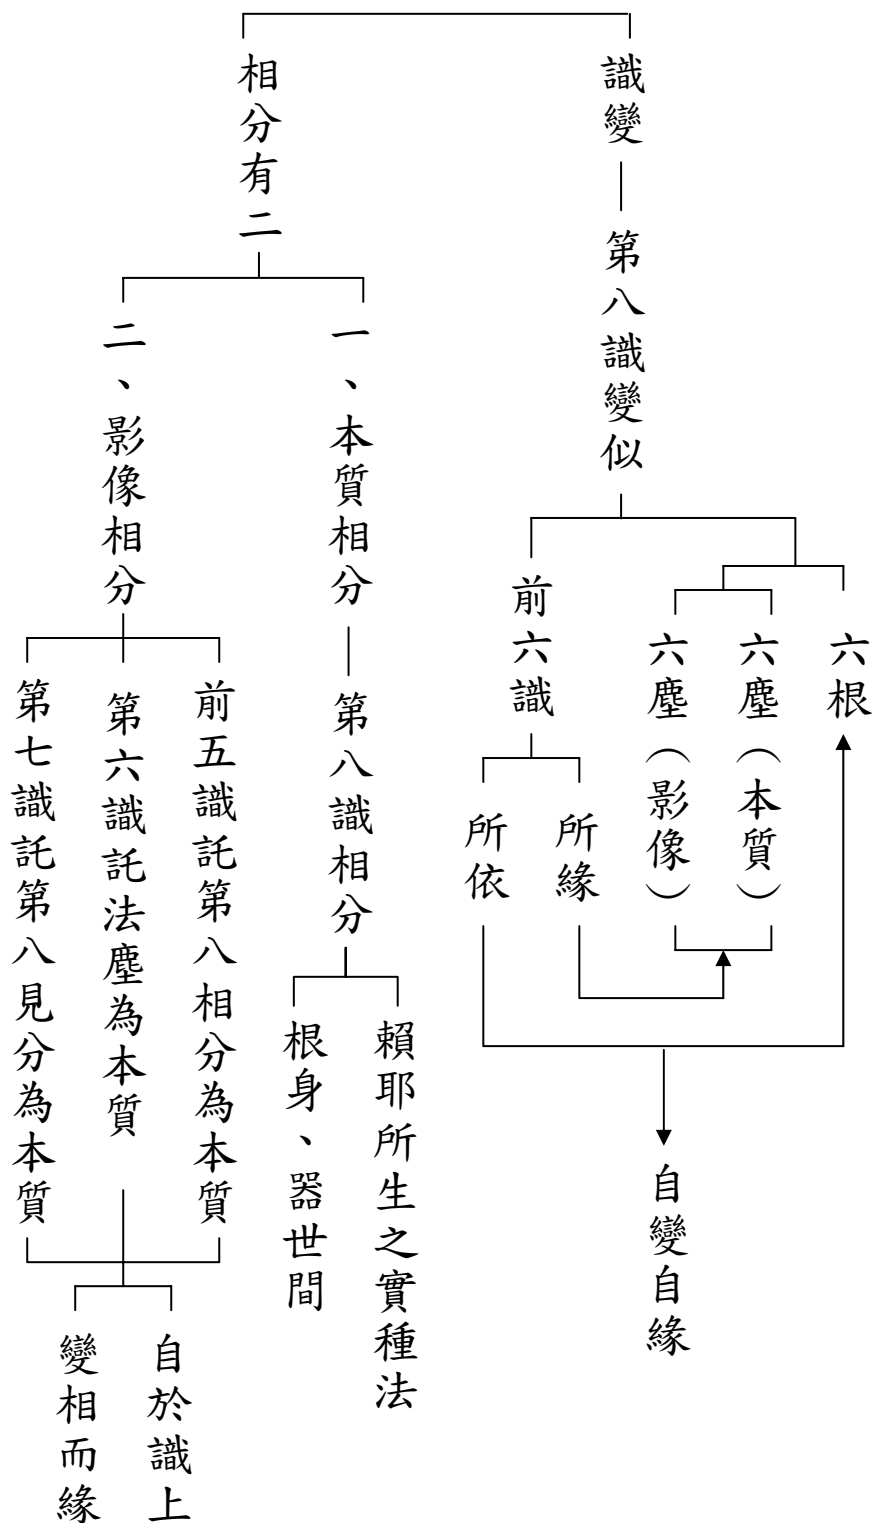 識變
第八識變似
六根
六塵（本質）
六塵（影像）
前六識
所緣
所依
自變自緣
相分有二
一、本質相分
第八識相分
賴耶所生之實種法
根身、器世間
二、影像相分
前五識託第八相分為本質
第六識託法塵為本質
第七識託第八見分為本質
自於識上
變相而緣